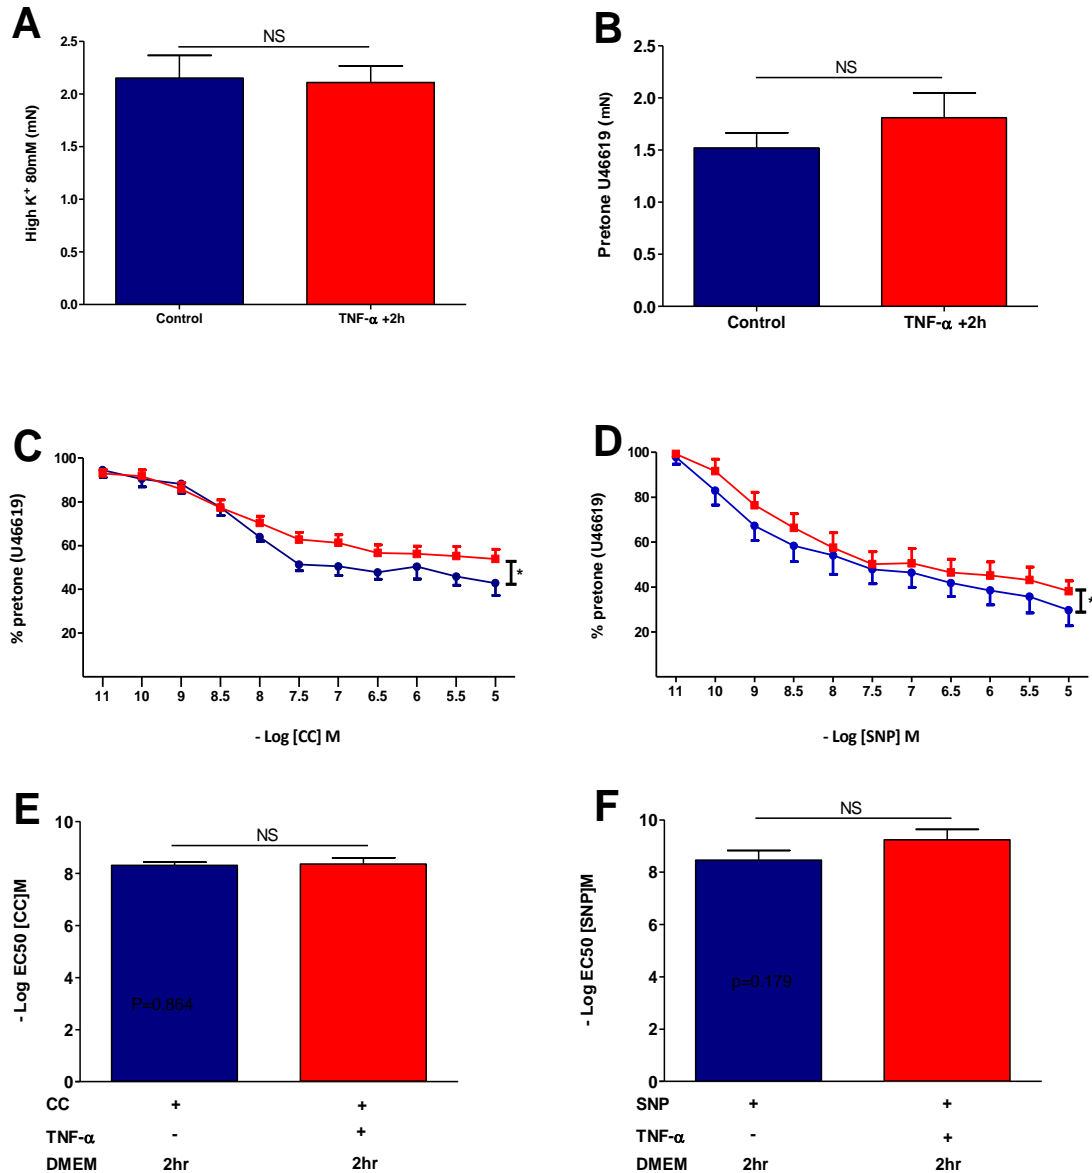 A
NS
High K+ 80mM (mN)
2.5
2.0
1.5
1.0
0.5
0.0
Control
TNF-α +2h
B
NS
Pretone U46619 (mN)
2.5
2.0
1.5
1.0
0.5
0.0
Control
TNF-α +2h
C
% pretone (U46619)
100
80
60
40
20
*
11 10 9 8.5 8 7.5 7 6.5 6 5.5 5
- Log [CC] M
D
% pretone (U46619)
100
80
60
40
20
*
11 10 9 8.5 8 7.5 7 6.5 6 5.5 5
- Log [SNP] M
E
NS
- Log EC50 [CC]M
10
8
6
4
2
0
P=0.864
CC + +
TNF-α - +
DMEM 2hr 2hr
F
NS
- Log EC50 [SNP]M
10
8
6
4
2
0
p=0.179
SNP + +
TNF-α - +
DMEM 2hr 2hr